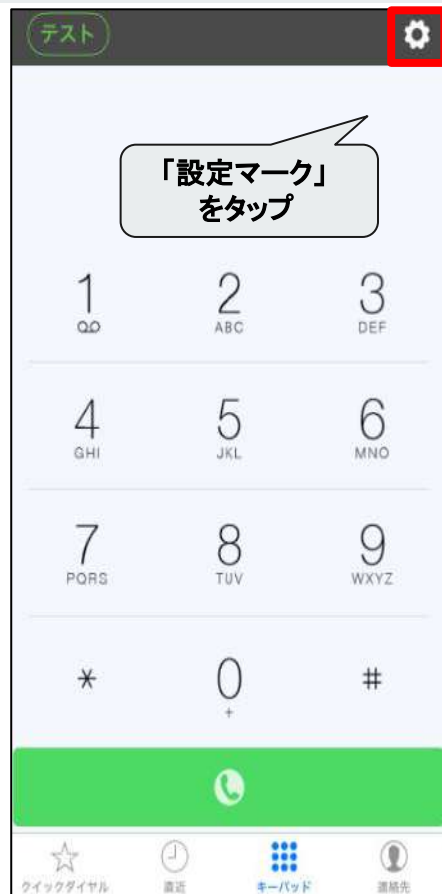 テスト
「設定マーク」
をタップ
1 2 3
ABC DEF
4 5 6
GHI JKL MNO
7 8 9
PQRS TUV WXYZ
* 0 #
+
クイックダイヤル 直近 キーパッド 連絡先